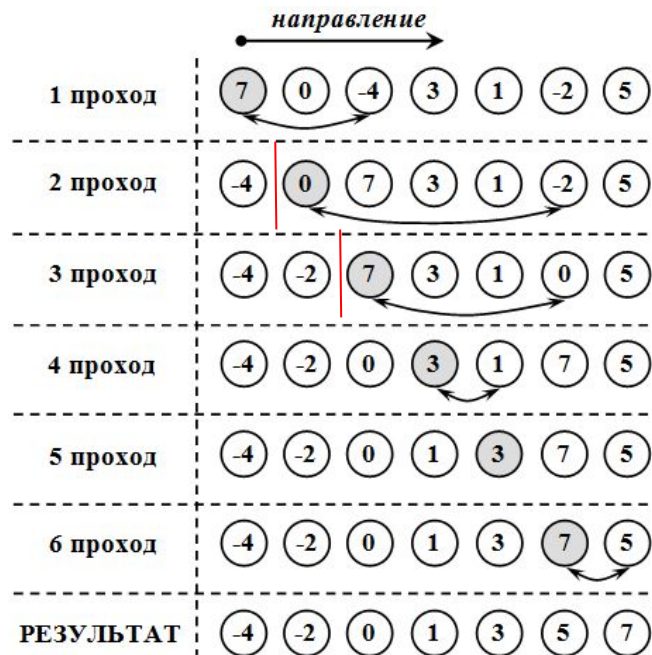 направление
1 проход 7 0 -4 3 1 -2 5
2 проход -4 0 7 3 1 -2 5
3 проход -4 -2 7 3 1 0 5
4 проход -4 -2 0 3 1 7 5
5 проход -4 -2 0 1 3 7 5
6 проход -4 -2 0 1 3 7 5
РЕЗУЛЬТАТ -4 -2 0 1 3 5 7